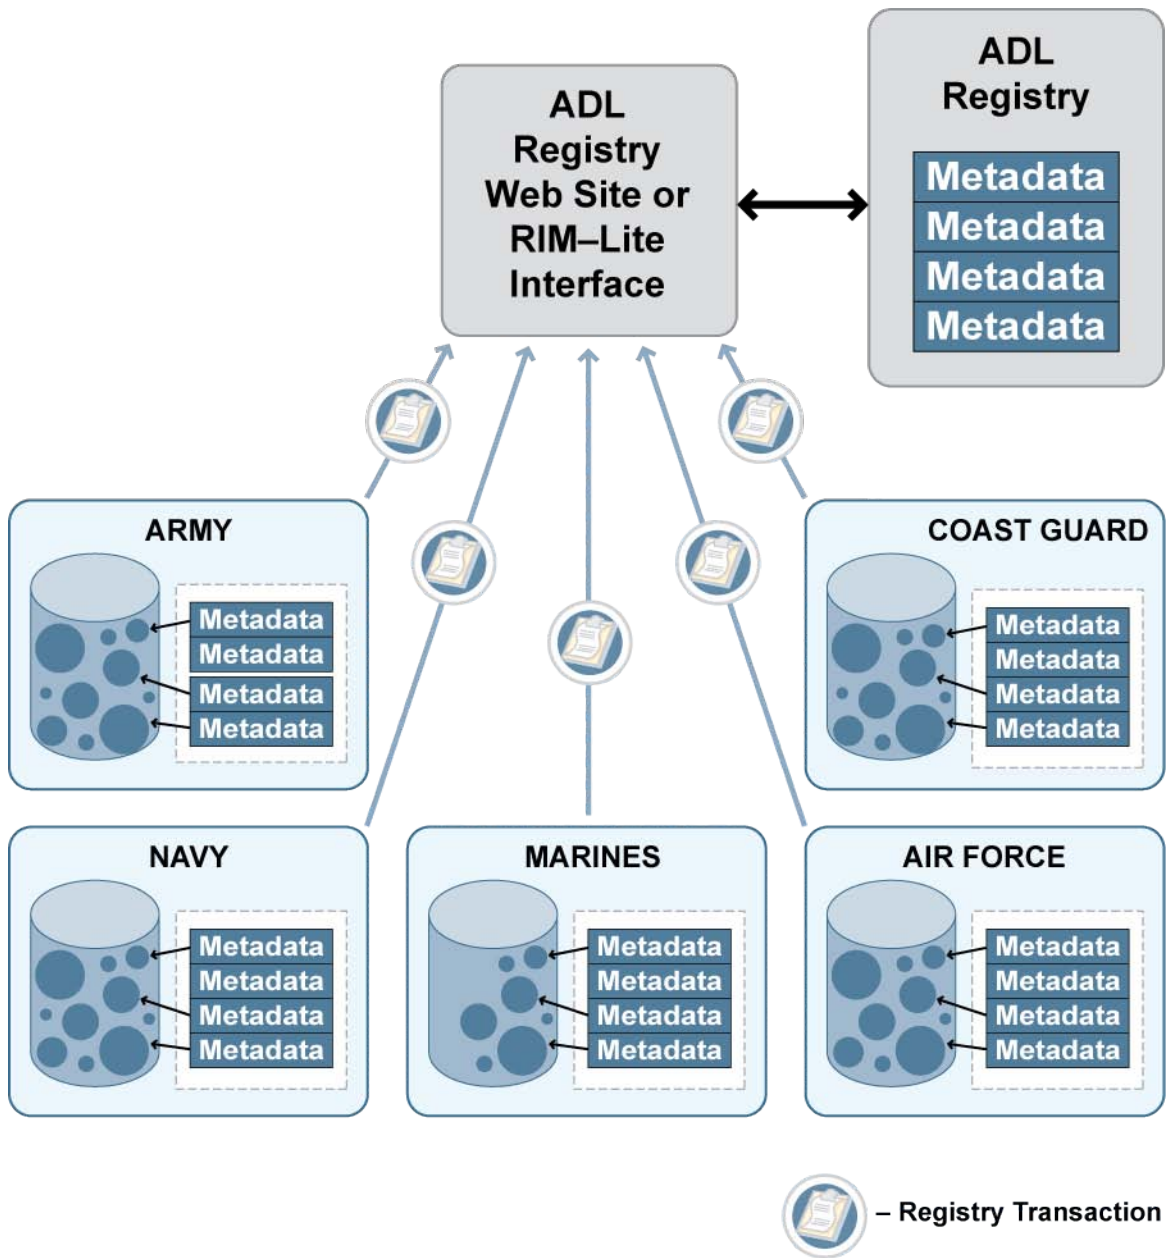 ADL
Registry
Metadata
Metadata
Metadata
Metadata
ADL
Registry
Web Site or
RIM–Lite
Interface
ARMY
Metadata
Metadata
Metadata
Metadata
COAST GUARD
Metadata
Metadata
Metadata
Metadata
NAVY
Metadata
Metadata
Metadata
Metadata
MARINES
Metadata
Metadata
Metadata
Metadata
AIR FORCE
Metadata
Metadata
Metadata
Metadata
– Registry Transaction